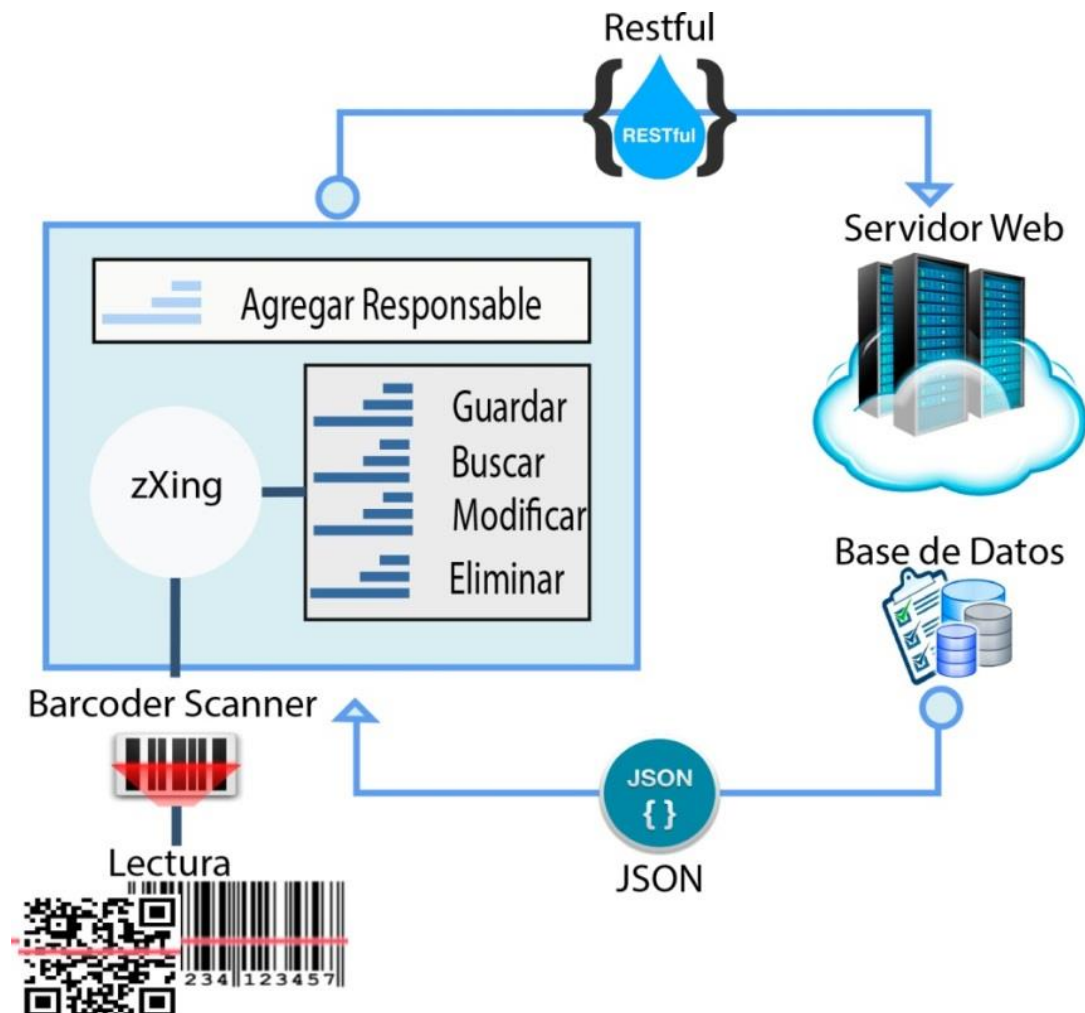 Restful
{RESTful}
Servidor Web
Agregar Responsable
Guardar
zXing
Buscar
Modificar
Eliminar
Base de Datos
Barcoder Scanner
JSON
{ }
JSON
Lectura
234 123457